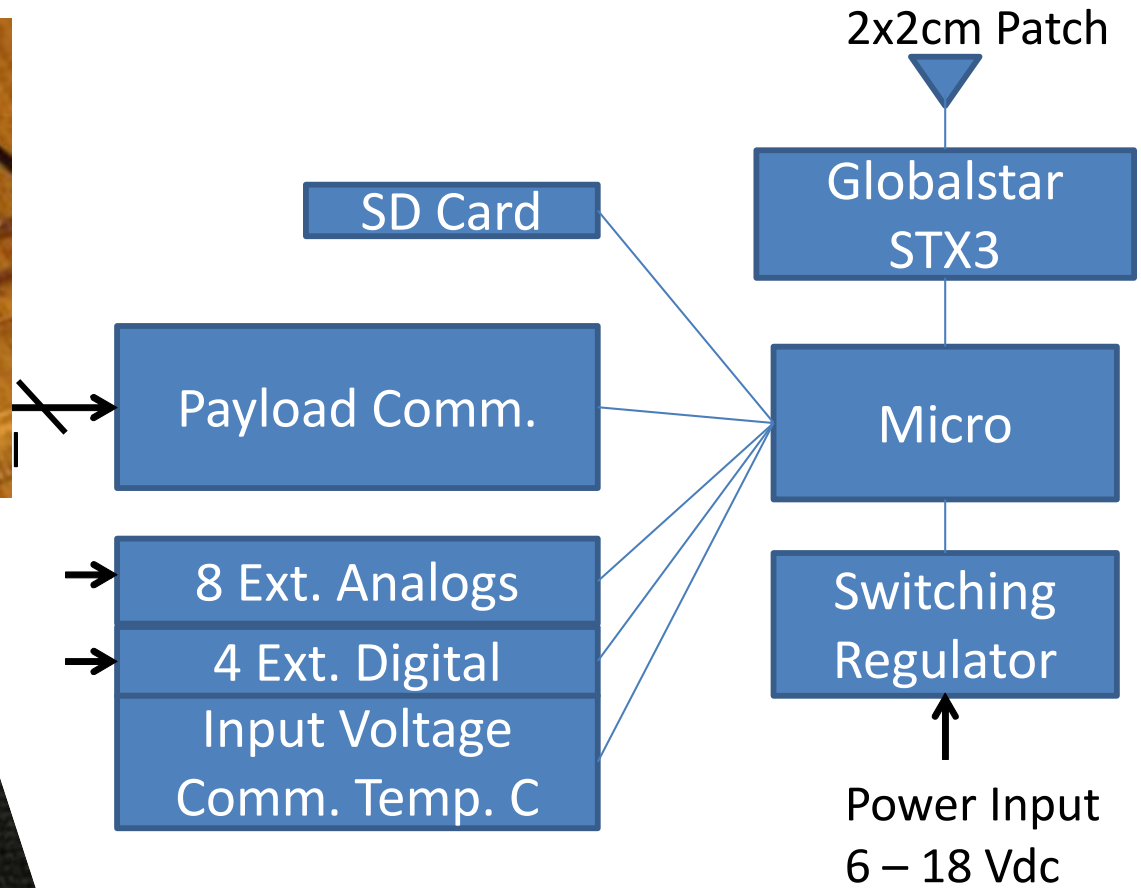 2x2cm Patch
Globalstar
STX3
SD Card
Payload Comm.
Micro
8 Ext. Analogs
4 Ext. Digital
Input Voltage
Comm. Temp. C
Switching
Regulator
Power Input
6 – 18 Vdc